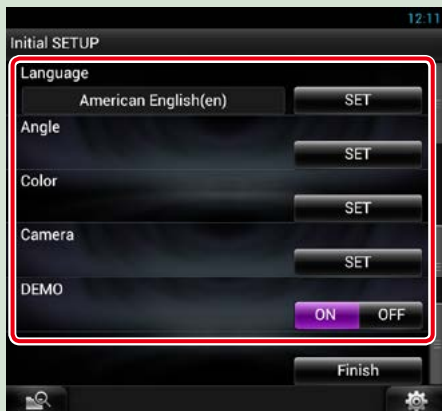 12:11
Initial SETUP
Language
American English(en) SET
Angle
SET
Color
SET
Camera
SET
DEMO
ON OFF
Finish